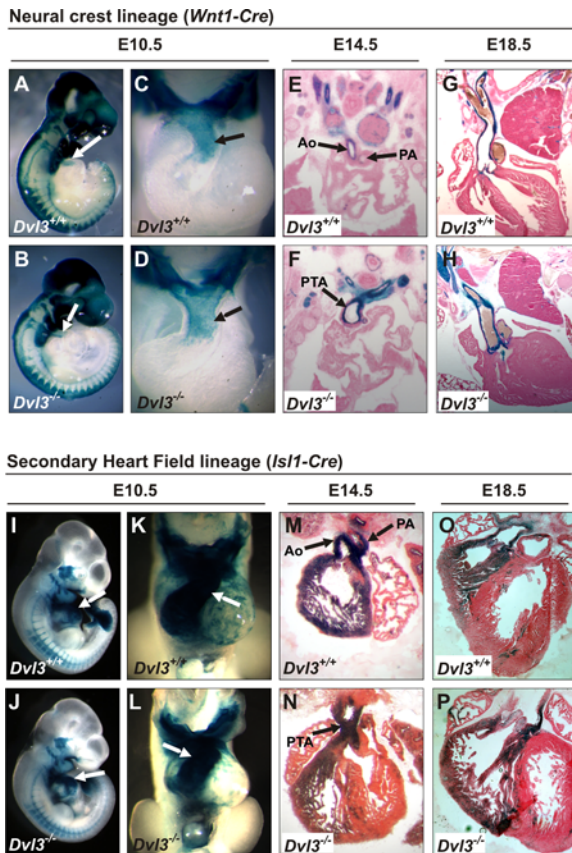 Neural crest lineage (Wnt1-Cre)
E10.5 E14.5 E18.5
A C E G
Ao PA
Dvl3+/+ Dvl3+/+ Dvl3+/+ Dvl3+/+
B D F H
PTA
Dvl3-/- Dvl3-/- Dvl3-/- Dvl3-/-
Secondary Heart Field lineage (Isl1-Cre)
E10.5 E14.5 E18.5
I K M O
Ao PA
Dvl3+/+ Dvl3+/+ Dvl3+/+ Dvl3+/+
J L N P
PTA
Dvl3-/- Dvl3-/- Dvl3-/- Dvl3-/-